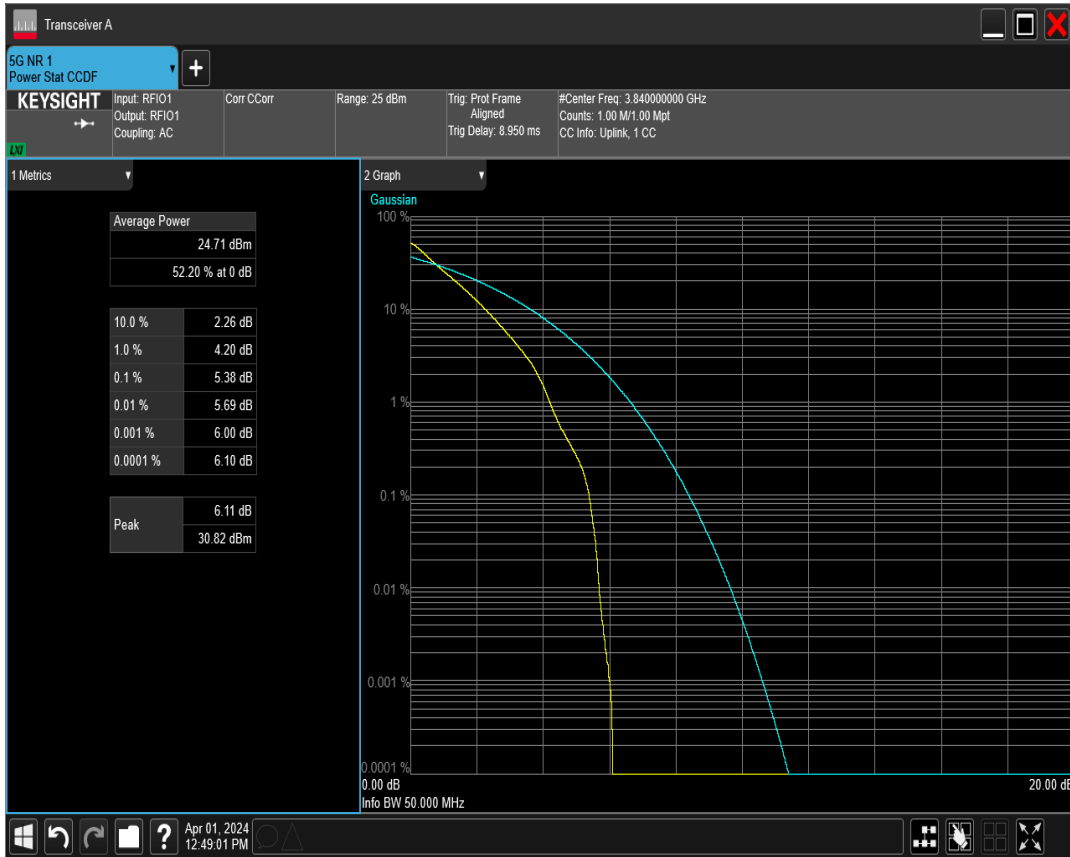 Transceiver A
5G NR 1
Power Stat CCDF
+
KEYSIGHT
LXI
Input: RFIO1
Output: RFIO1
Coupling: AC
Corr CCorr
Range: 25 dBm
Trig: Prot Frame
Aligned
Trig Delay: 8.950 ms
#Center Freq: 3.840000000 GHz
Counts: 1.00 M/1.00 Mpt
CC Info: Uplink, 1 CC
1 Metrics
Average Power
24.71 dBm
52.20 % at 0 dB
10.0 % 2.26 dB
1.0 % 4.20 dB
0.1 % 5.38 dB
0.01 % 5.69 dB
0.001 % 6.00 dB
0.0001 % 6.10 dB
Peak
6.11 dB
30.82 dBm
2 Graph
Gaussian
100 %
10 %
1 %
0.1 %
0.01 %
0.001 %
0.0001 %
0.00 dB
20.00 dB
Info BW 50.000 MHz
?
Apr 01, 2024
12:49:01 PM